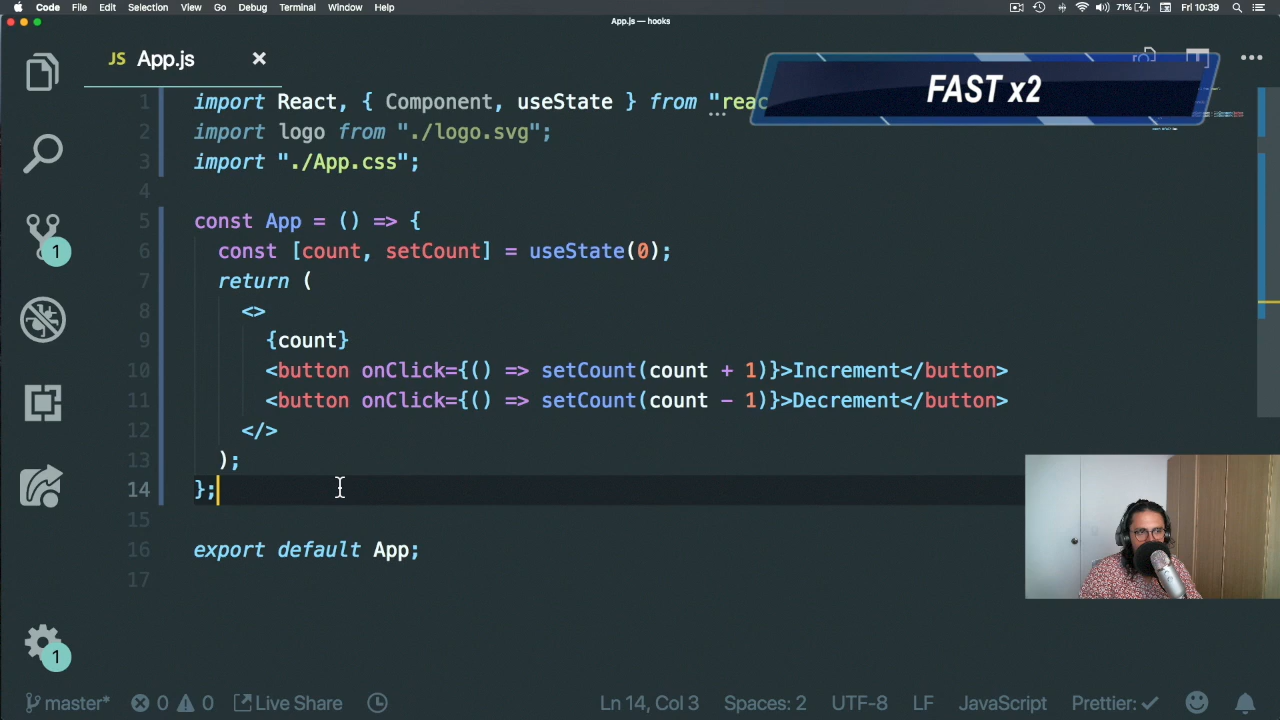 Code File Edit Selection View Go Debug Terminal Window Help 71% Fri 10:39
App.js — hooks
JS App.js ×
FAST x2
1 import React, { Component, useState } from "reac
2 import logo from "./logo.svg";
3 import "./App.css";
4
5 const App = () => {
6 const [count, setCount] = useState(0);
7 return (
8 <>
9 {count}
10 <button onClick={() => setCount(count + 1)}>Increment</button>
11 <button onClick={() => setCount(count - 1)}>Decrement</button>
12 </>
13 );
14 };
15
16 export default App;
17
1
1
master* 0 0 Live Share Ln 14, Col 3 Spaces: 2 UTF-8 LF JavaScript Prettier: ✓